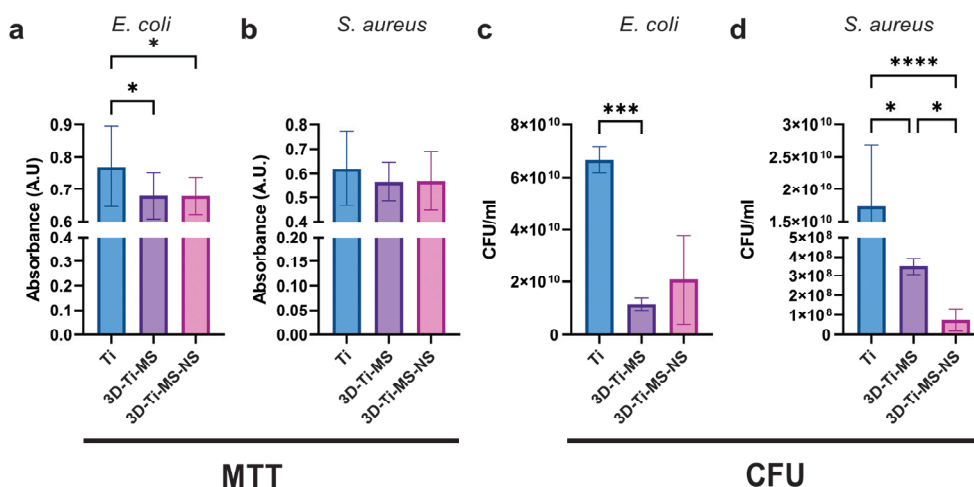 a
E. coli
*
*
Absorbance (A.U)
0.9
0.8
0.7
0.6
0.4
0.3
0.2
0.1
0.0
Ti
3D-Ti-MS
3D-Ti-MS-NS
b
S. aureus
Absorbance (A.U.)
0.8
0.7
0.6
0.5
0.4
0.20
0.15
0.10
0.05
0.00
Ti
3D-Ti-MS
3D-Ti-MS-NS
MTT
c
E. coli
***
CFU/ml
8×10¹⁰
6×10¹⁰
4×10¹⁰
2×10¹⁰
0
Ti
3D-Ti-MS
3D-Ti-MS-NS
d
S. aureus
****
*
*
CFU/ml
3×10¹⁰
2.5×10¹⁰
2×10¹⁰
1.5×10¹⁰
5×10⁸
4×10⁸
3×10⁸
2×10⁸
1×10⁸
0
Ti
3D-Ti-MS
3D-Ti-MS-NS
CFU